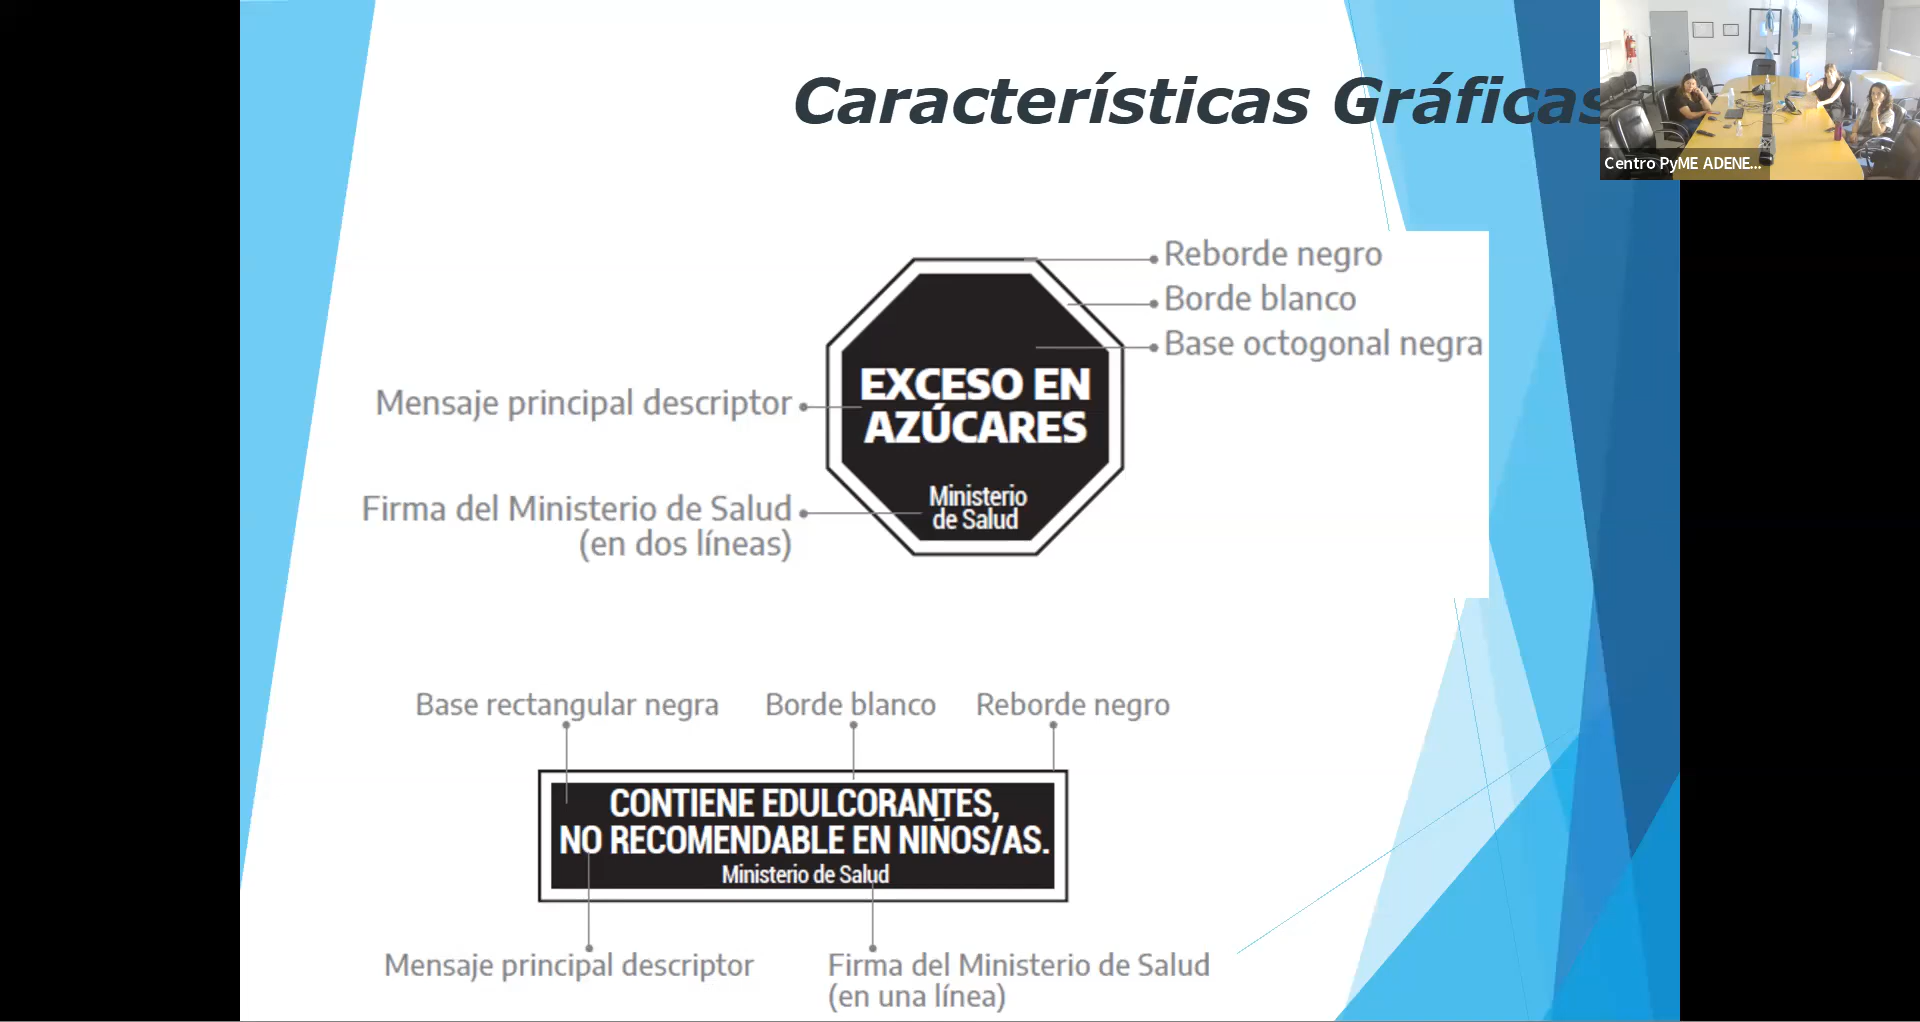 Características Gráficas
Centro PyME ADENE...
Reborde negro
Borde blanco
Base octogonal negra
EXCESO EN
AZÚCARES
Mensaje principal descriptor
Ministerio
de Salud
Firma del Ministerio de Salud
(en dos líneas)
Base rectangular negra
Borde blanco
Reborde negro
CONTIENE EDULCORANTES,
NO RECOMENDABLE EN NIÑOS/AS.
Ministerio de Salud
Mensaje principal descriptor
Firma del Ministerio de Salud
(en una línea)